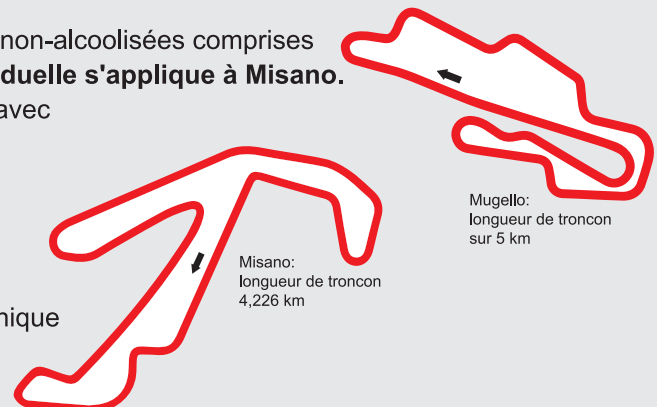 non-alcoolisées comprises
duelle s'applique à Misano.
avec
Mugello:
longueur de troncon
sur 5 km
Misano:
longueur de troncon
4,226 km
nique